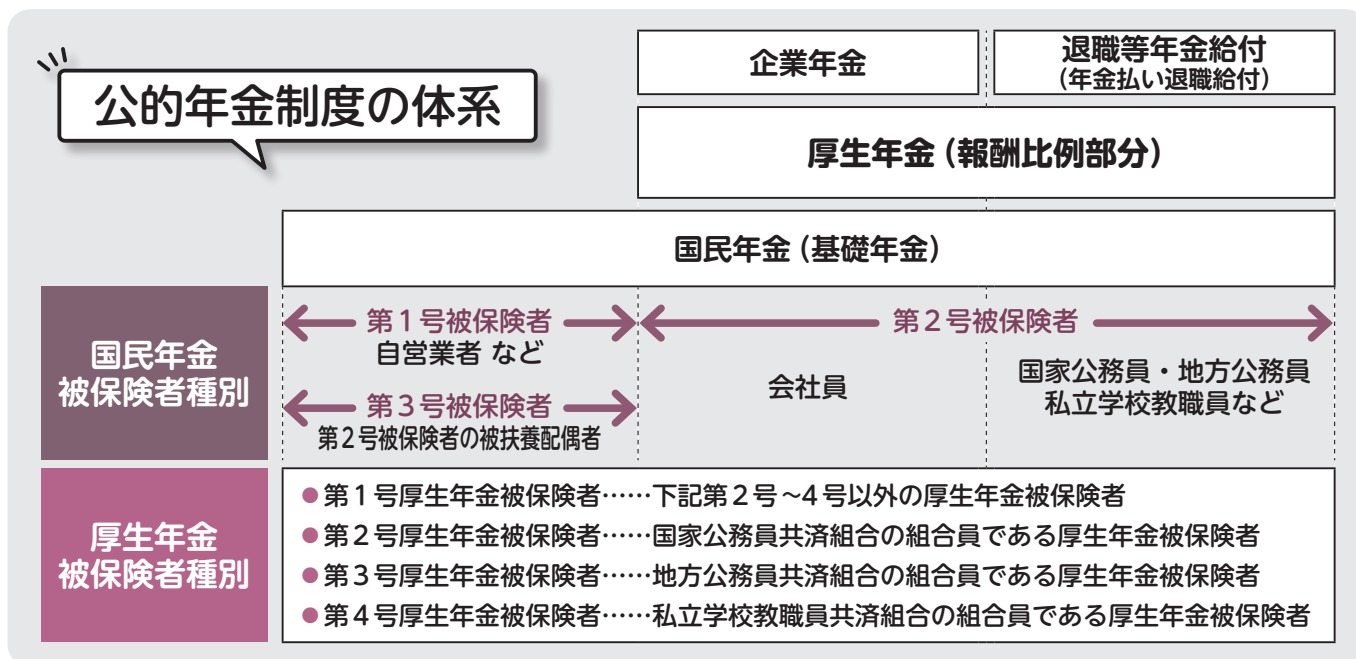 公的年金制度の体系
企業年金
退職等年金給付
(年金払い退職給付)
厚生年金(報酬比例部分)
国民年金(基礎年金)
国民年金
被保険者種別
第1号被保険者
自営業者 など
第3号被保険者
第2号被保険者の被扶養配偶者
第2号被保険者
会社員
国家公務員・地方公務員
私立学校教職員など
厚生年金
被保険者種別
●第1号厚生年金被保険者……下記第2号~4号以外の厚生年金被保険者
●第2号厚生年金被保険者……国家公務員共済組合の組合員である厚生年金被保険者
●第3号厚生年金被保険者……地方公務員共済組合の組合員である厚生年金被保険者
●第4号厚生年金被保険者……私立学校教職員共済組合の組合員である厚生年金被保険者